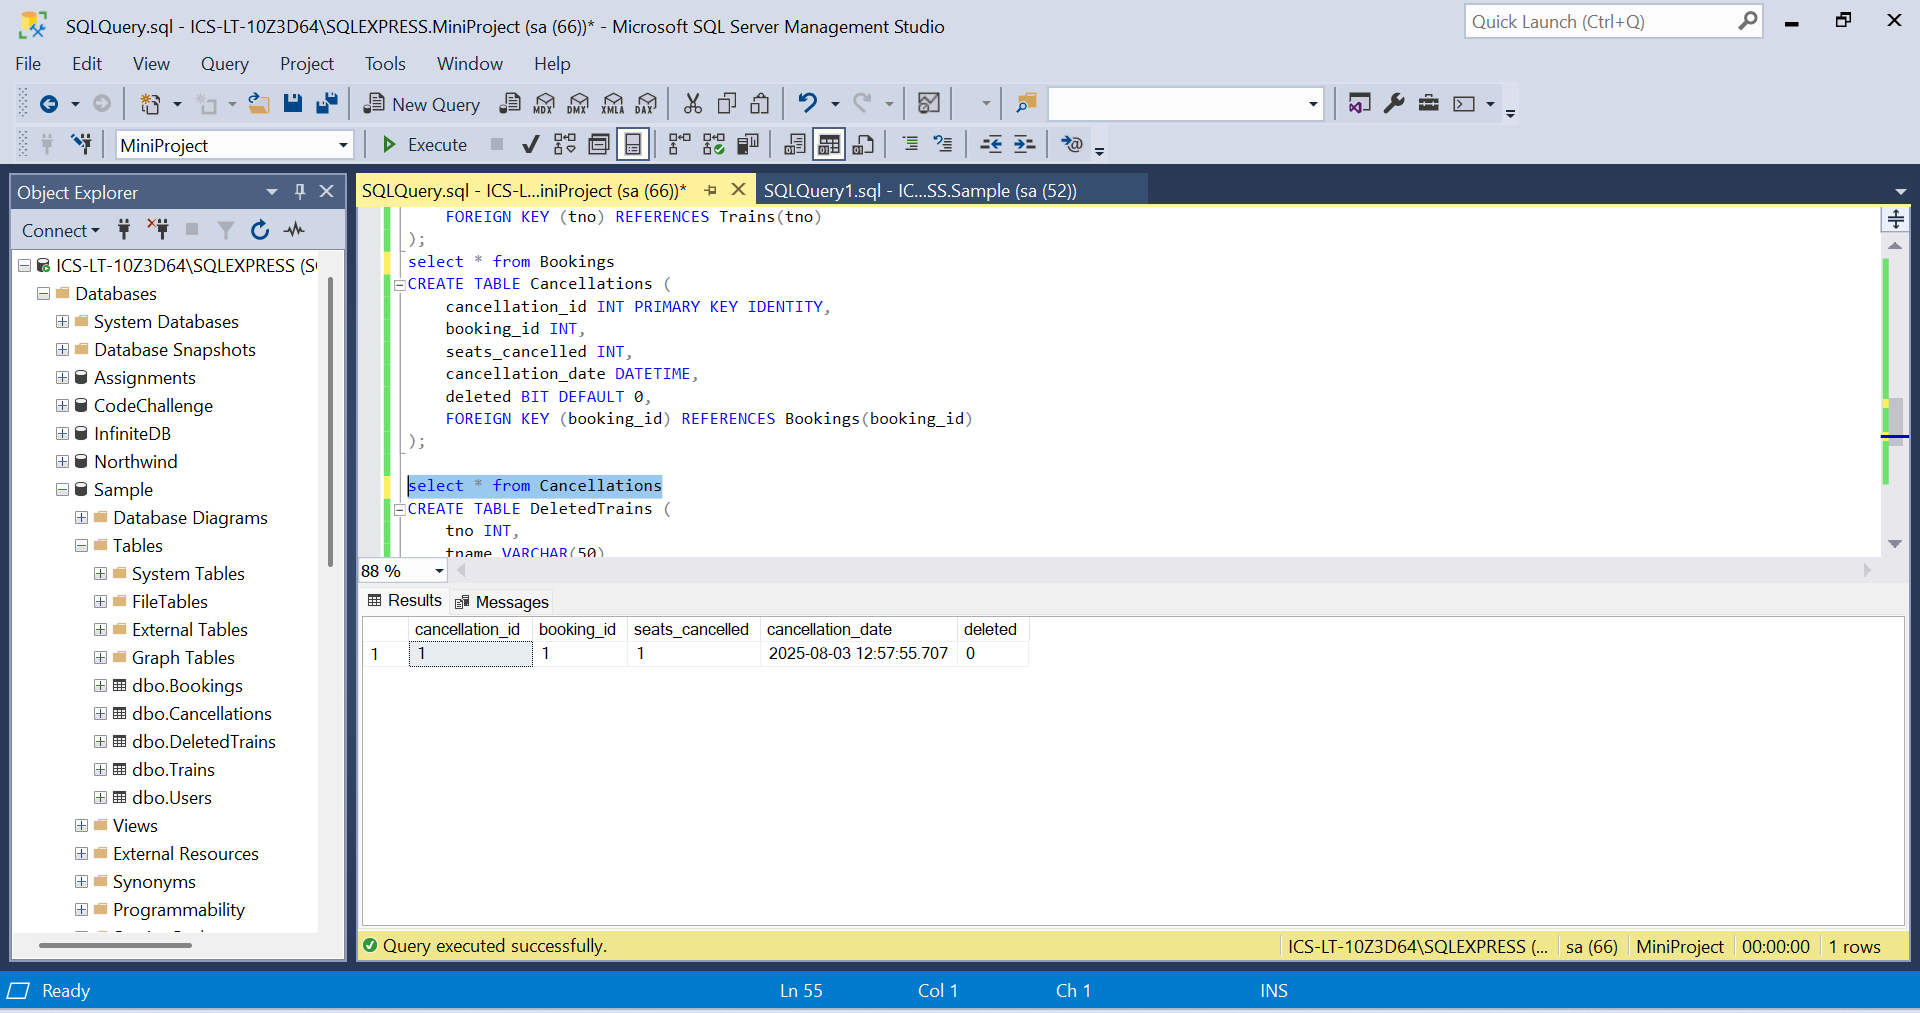 SQLQuery.sql - ICS-LT-10Z3D64\SQLEXPRESS.MiniProject (sa (66))* - Microsoft SQL Server Management Studio
Quick Launch (Ctrl+Q)
File Edit View Query Project Tools Window Help
New Query MDX DMX XMLA DAX
MiniProject Execute
Object Explorer
SQLQuery.sql - ICS-L...iniProject (sa (66))* SQLQuery1.sql - IC...SS.Sample (sa (52))
Connect
ICS-LT-10Z3D64\SQLEXPRESS (S
Databases
System Databases
Database Snapshots
Assignments
CodeChallenge
InfiniteDB
Northwind
Sample
Database Diagrams
Tables
System Tables
FileTables
External Tables
Graph Tables
dbo.Bookings
dbo.Cancellations
dbo.DeletedTrains
dbo.Trains
dbo.Users
Views
External Resources
Synonyms
Programmability
FOREIGN KEY (tno) REFERENCES Trains(tno)
);
select * from Bookings
CREATE TABLE Cancellations (
cancellation_id INT PRIMARY KEY IDENTITY,
booking_id INT,
seats_cancelled INT,
cancellation_date DATETIME,
deleted BIT DEFAULT 0,
FOREIGN KEY (booking_id) REFERENCES Bookings(booking_id)
);
select * from Cancellations
CREATE TABLE DeletedTrains (
tno INT,
tname VARCHAR(50)
88 %
Results Messages
cancellation_id booking_id seats_cancelled cancellation_date deleted
1 1 1 1 2025-08-03 12:57:55.707 0
Query executed successfully. ICS-LT-10Z3D64\SQLEXPRESS (... sa (66) MiniProject 00:00:00 1 rows
Ready Ln 55 Col 1 Ch 1 INS